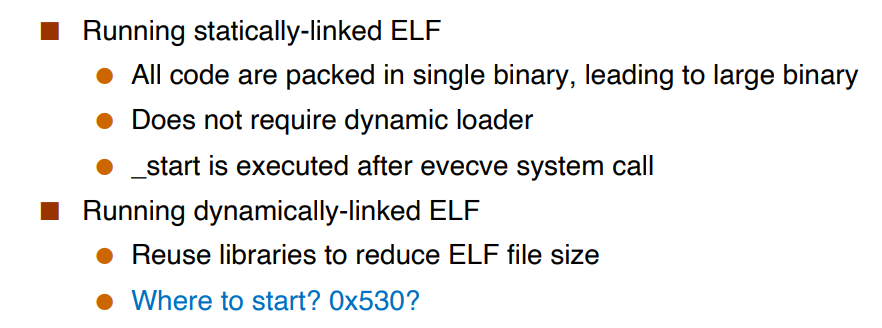 Running statically-linked ELF
All code are packed in single binary, leading to large binary
Does not require dynamic loader
_start is executed after evecve system call
Running dynamically-linked ELF
Reuse libraries to reduce ELF file size
Where to start? 0x530?